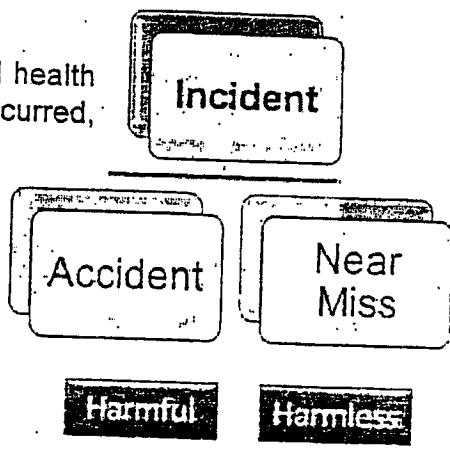 health
curred,
Incident
Accident
Near
Miss
Harmful
Harmless